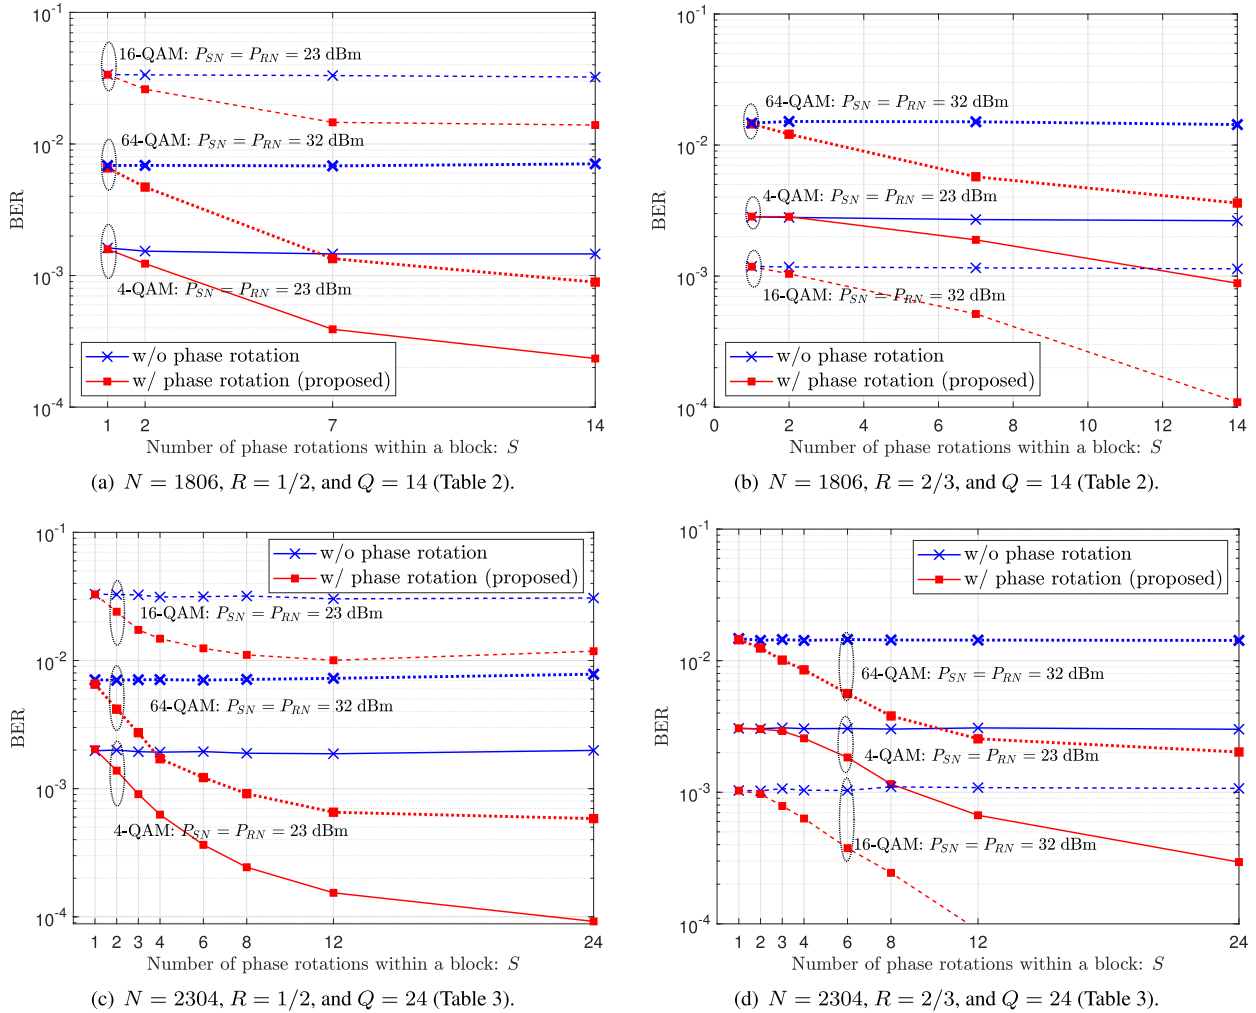 10^-1
16-QAM: P_SN = P_RN = 23 dBm
10^-2
64-QAM: P_SN = P_RN = 32 dBm
BER
10^-3
4-QAM: P_SN = P_RN = 23 dBm
w/o phase rotation
w/ phase rotation (proposed)
10^-4
1 2 7 14
Number of phase rotations within a block: S
(a) N = 1806, R = 1/2, and Q = 14 (Table 2).
10^-1
64-QAM: P_SN = P_RN = 32 dBm
10^-2
BER
4-QAM: P_SN = P_RN = 23 dBm
10^-3
16-QAM: P_SN = P_RN = 32 dBm
w/o phase rotation
w/ phase rotation (proposed)
10^-4
0 2 4 6 8 10 12 14
Number of phase rotations within a block: S
(b) N = 1806, R = 2/3, and Q = 14 (Table 2).
10^-1
w/o phase rotation
w/ phase rotation (proposed)
16-QAM: P_SN = P_RN = 23 dBm
10^-2
64-QAM: P_SN = P_RN = 32 dBm
BER
10^-3
4-QAM: P_SN = P_RN = 23 dBm
10^-4
1 2 3 4 6 8 12 24
Number of phase rotations within a block: S
(c) N = 2304, R = 1/2, and Q = 24 (Table 3).
10^-1
w/o phase rotation
w/ phase rotation (proposed)
10^-2
64-QAM: P_SN = P_RN = 32 dBm
BER
4-QAM: P_SN = P_RN = 23 dBm
10^-3
16-QAM: P_SN = P_RN = 32 dBm
10^-4
1 2 3 4 6 8 12 24
Number of phase rotations within a block: S
(d) N = 2304, R = 2/3, and Q = 24 (Table 3).